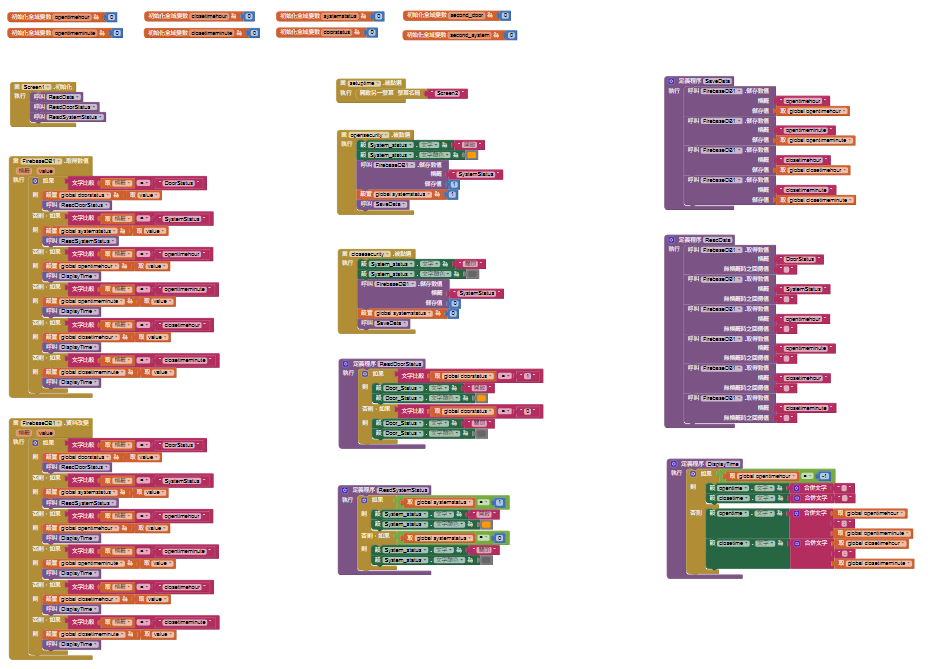 初始化全域變數 opentimehour 為 0
初始化全域變數 closetimehour 為 0
初始化全域變數 systemstatus 為 0
初始化全域變數 second_door 為 0
初始化全域變數 opentimeminute 為 0
初始化全域變數 closetimeminute 為 0
初始化全域變數 doorstatus 為 0
初始化全域變數 second_system 為 0
當 Screen1 .初始化
執行 呼叫 ReadData
呼叫 ReadDoorStatus
呼叫 ReadSystemStatus
當 FirebaseDB1 .取得數值
標籤 value
執行 如果 文字比較 取 標籤 = " DoorStatus "
則 設置 global doorstatus 為 取 value
呼叫 ReadDoorStatus
否則,如果 文字比較 取 標籤 = " SystemStatus "
則 設置 global systemstatus 為 取 value
呼叫 ReadSystemStatus
否則,如果 文字比較 取 標籤 = " opentimehour "
則 設置 global opentimehour 為 取 value
呼叫 DisplayTime
否則,如果 文字比較 取 標籤 = " opentimeminute "
則 設置 global opentimeminute 為 取 value
呼叫 DisplayTime
否則,如果 文字比較 取 標籤 = " closetimehour "
則 設置 global closetimehour 為 取 value
呼叫 DisplayTime
否則,如果 文字比較 取 標籤 = " closetimeminute "
則 設置 global closetimeminute 為 取 value
呼叫 DisplayTime
當 FirebaseDB1 .資料改變
標籤 value
執行 如果 文字比較 取 標籤 = " DoorStatus "
則 設置 global doorstatus 為 取 value
呼叫 ReadDoorStatus
否則,如果 文字比較 取 標籤 = " SystemStatus "
則 設置 global systemstatus 為 取 value
呼叫 ReadSystemStatus
否則,如果 文字比較 取 標籤 = " opentimehour "
則 設置 global opentimehour 為 取 value
呼叫 DisplayTime
否則,如果 文字比較 取 標籤 = " opentimeminute "
則 設置 global opentimeminute 為 取 value
呼叫 DisplayTime
否則,如果 文字比較 取 標籤 = " closetimehour "
則 設置 global closetimehour 為 取 value
呼叫 DisplayTime
否則,如果 文字比較 取 標籤 = " closetimeminute "
則 設置 global closetimeminute 為 取 value
呼叫 DisplayTime
當 setuptime .被點選
執行 開啟另一螢幕 螢幕名稱 " Screen2 "
當 opensecurity .被點選
執行 設 System_status . 文字 為
設 System_status . 文字顏色 為
呼叫 FirebaseDB1 .儲存數值
標籤 " SystemStatus "
儲存值 1
設置 global systemstatus 為 1
呼叫 SaveData
當 closesecurity .被點選
執行 設 System_status . 文字 為
設 System_status . 文字顏色 為
呼叫 FirebaseDB1 .儲存數值
標籤 " SystemStatus "
儲存值 0
設置 global systemstatus 為 0
呼叫 SaveData
定義程序 ReadDoorStatus
執行 如果 文字比較 取 global doorstatus = " 1 "
則 設 Door_Status . 文字 為
設 Door_Status . 文字顏色 為
否則,如果 文字比較 取 global doorstatus = " 0 "
則 設 Door_Status . 文字 為
設 Door_Status . 文字顏色 為
定義程序 ReadSystemStatus
執行 如果 取 global systemstatus = 1
則 設 System_status . 文字 為
設 System_status . 文字顏色 為
否則,如果 取 global systemstatus = 0
則 設 System_status . 文字 為
設 System_status . 文字顏色 為
定義程序 SaveData
執行 呼叫 FirebaseDB1 .儲存數值
標籤 " opentimehour "
儲存值 取 global opentimehour
呼叫 FirebaseDB1 .儲存數值
標籤 " opentimeminute "
儲存值 取 global opentimeminute
呼叫 FirebaseDB1 .儲存數值
標籤 " closetimehour "
儲存值 取 global closetimehour
呼叫 FirebaseDB1 .儲存數值
標籤 " closetimeminute "
儲存值 取 global closetimeminute
定義程序 ReadData
執行 呼叫 FirebaseDB1 .取得數值
標籤 " DoorStatus "
無標籤時之回傳值 " "
呼叫 FirebaseDB1 .取得數值
標籤 " SystemStatus "
無標籤時之回傳值 " "
呼叫 FirebaseDB1 .取得數值
標籤 " opentimehour "
無標籤時之回傳值 " "
呼叫 FirebaseDB1 .取得數值
標籤 " opentimeminute "
無標籤時之回傳值 " "
呼叫 FirebaseDB1 .取得數值
標籤 " closetimehour "
無標籤時之回傳值 " "
呼叫 FirebaseDB1 .取得數值
標籤 " closetimeminute "
無標籤時之回傳值 " "
定義程序 DisplayTime
執行 如果 取 global opentimehour = -1
則 設 opentime . 文字 為 合併文字
設 closetime . 文字 為 合併文字
否則 設 opentime . 文字 為 合併文字 取 global opentimehour
取 global opentimeminute
設 closetime . 文字 為 合併文字 取 global closetimehour
取 global closetimeminute